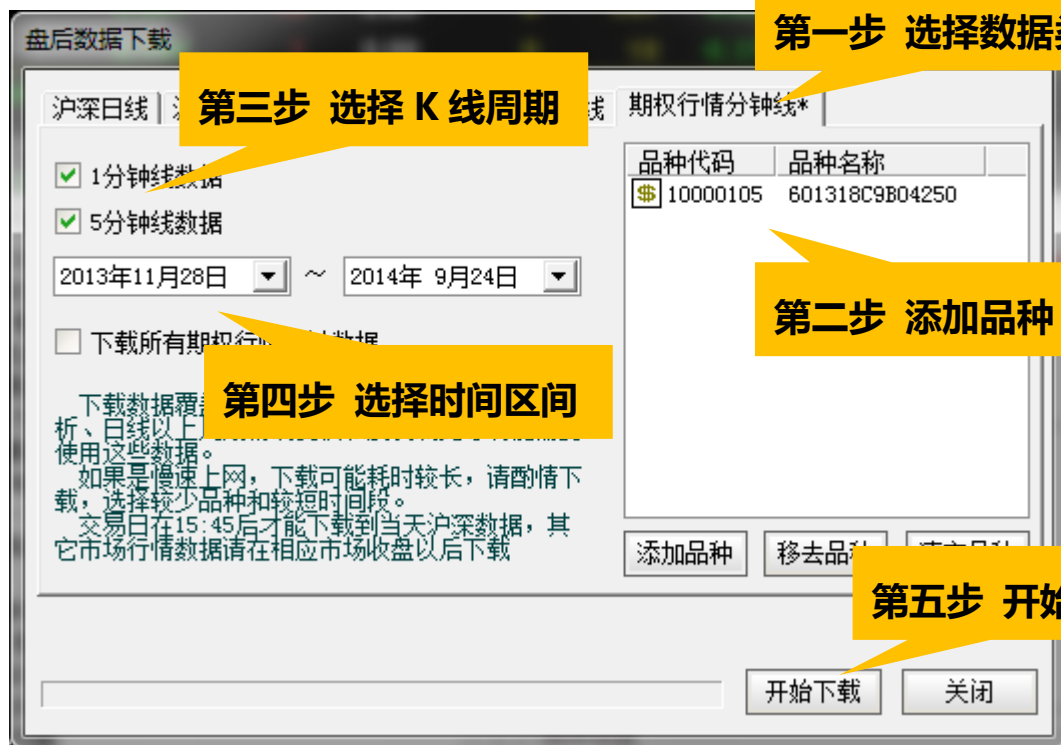 盘后数据下载
第一步 选择数据
沪深日线
第三步 选择 K 线周期
线
期权行情分钟线*
1分钟线数据
5分钟线数据
2013年11月28日 ~ 2014年 9月24日
下载所有期权行
数据
第四步 选择时间区间
下载数据覆
析、日线以上
使用这些数据。
如果是慢速上网，下载可能耗时较长，请酌情下
载，选择较少品种和较短时间段。
交易日在15:45后才能下载到当天沪深数据，其
它市场行情数据请在相应市场收盘以后下载
品种代码 品种名称
10000105 601318C9B04250
第二步 添加品种
添加品种 移去品
第五步 开始
开始下载 关闭